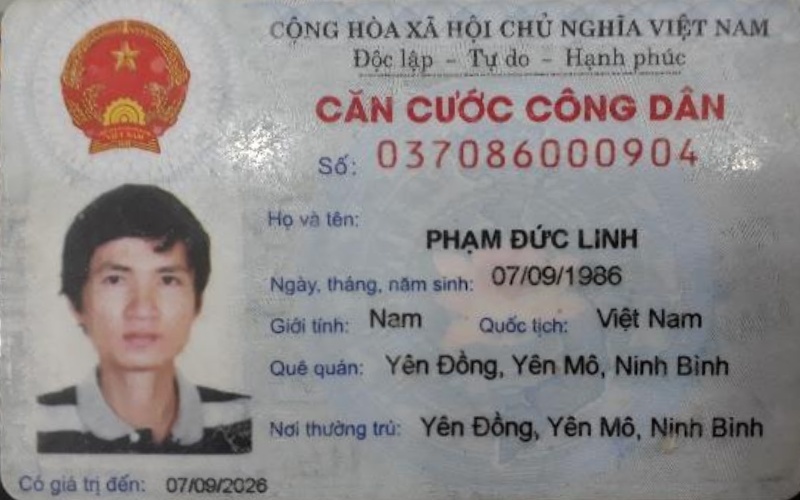 CỘNG HÒA XÃ HỘI CHỦ NGHĨA VIỆT NAM
Độc lập - Tự do - Hạnh phúc
CĂN CƯỚC CÔNG DÂN
Số: 037086000904
Họ và tên:
PHẠM ĐỨC LINH
Ngày, tháng, năm sinh: 07/09/1986
Giới tính: Nam Quốc tịch: Việt Nam
Quê quán: Yên Đồng, Yên Mô, Ninh Bình
Nơi thường trú: Yên Đồng, Yên Mô, Ninh Bình
Có giá trị đến: 07/09/2026